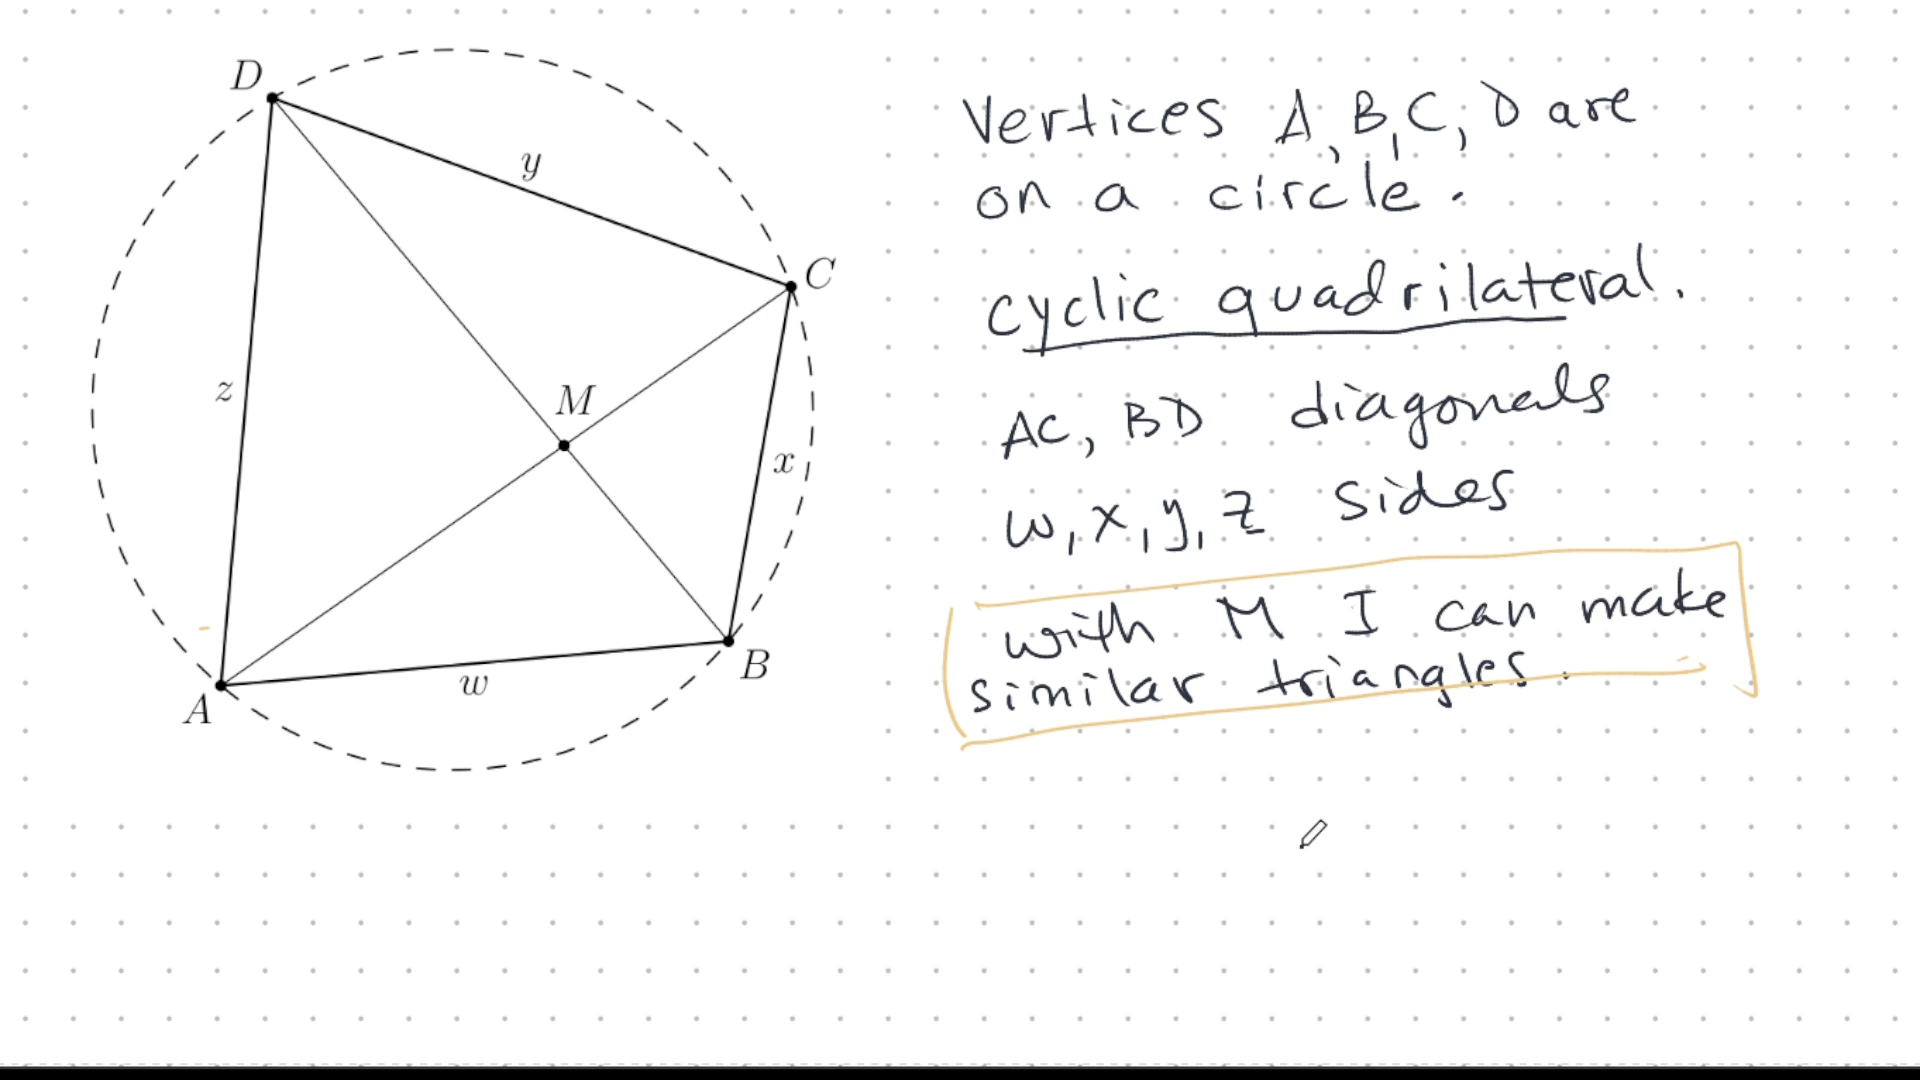 D
y
C
z
M
x
B
w
A
Vertices A, B, C, D are
on a circle.
cyclic quadrilateral.
AC, BD diagonals
w, x, y, z sides
with M I can make
similar triangles.